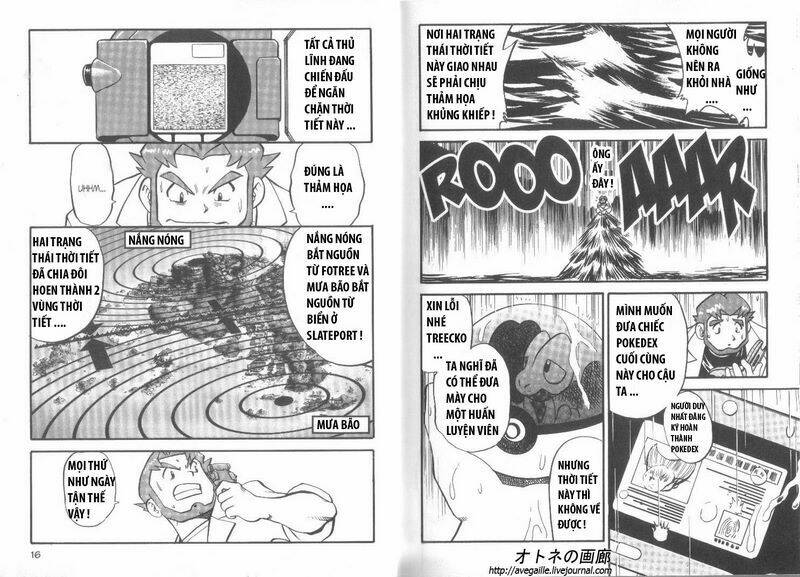 TẤT CẢ THỦ
LĨNH ĐANG
CHIẾN ĐẤU
ĐỂ NGĂN
CHẶN THỜI
TIẾT NÀY ...
ĐÚNG LÀ
THẢM HỌA
....
UHHM...
NẮNG NÓNG
NẮNG NÓNG
BẮT NGUỒN
TỪ FOTREE VÀ
MƯA BÃO BẮT
NGUỒN TỪ
BIỂN Ở
SLATEPORT !
HAI TRẠNG
THÁI THỜI TIẾT
ĐÃ CHIA ĐÔI
HOEN THÀNH 2
VÙNG THỜI
TIẾT ....
MƯA BÃO
MỌI THỨ
NHƯ NGÀY
TẬN THẾ
VẬY !
16
GIỐNG
NHƯ
...
MỌI NGƯỜI
KHÔNG
NÊN RA
KHỎI NHÀ
....
NƠI HAI TRẠNG
THÁI THỜI TIẾT
NÀY GIAO NHAU
SẼ PHẢI CHỊU
THẢM HỌA
KHỦNG KHIẾP !
ROOO
ÔNG
ẤY
ĐÂY !
AAAAR
MÌNH MUỐN
ĐƯA CHIẾC
POKEDEX
CUỐI CÙNG
NÀY CHO CẬU
TA ...
NGƯỜI DUY
NHẤT ĐĂNG
KÝ HOÀN
THÀNH
POKEDEX
XIN LỖI
NHÉ
TREECKO
...
TA NGHĨ ĐÃ
CÓ THỂ ĐƯA
MÀY CHO
MỘT HUẤN
LUYỆN VIÊN
NHƯNG
THỜI TIẾT
NÀY THÌ
KHÔNG VỀ
ĐƯỢC !
オトネの画廊
http://avegaille.livejournal.com/